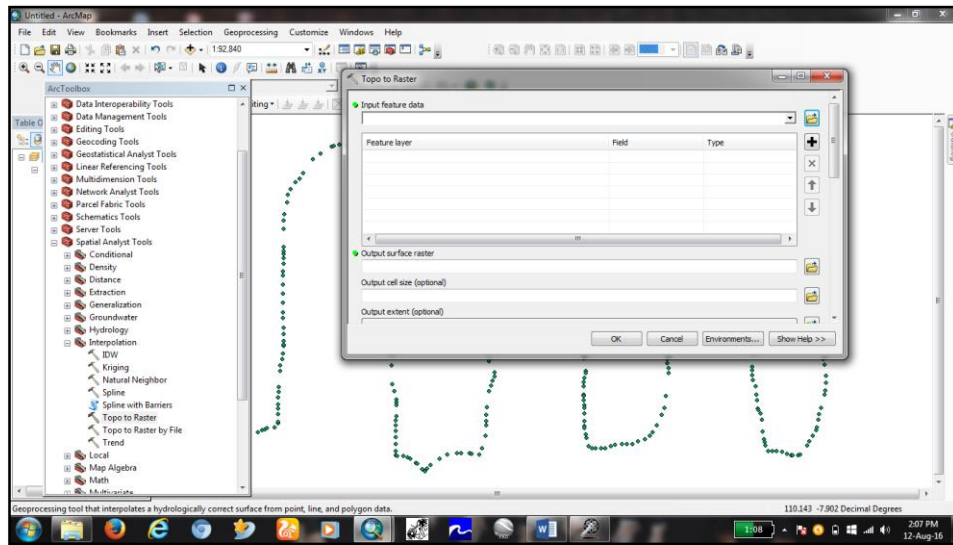 Untitled - ArcMap
File Edit View Bookmarks Insert Selection Geoprocessing Customize Windows Help
1:92,840
ArcToolbox
Data Interoperability Tools
Data Management Tools
Editing Tools
Geocoding Tools
Geostatistical Analyst Tools
Linear Referencing Tools
Multidimension Tools
Network Analyst Tools
Parcel Fabric Tools
Schematics Tools
Server Tools
Spatial Analyst Tools
Conditional
Density
Distance
Extraction
Generalization
Groundwater
Hydrology
Interpolation
IDW
Kriging
Natural Neighbor
Spline
Spline with Barriers
Topo to Raster
Topo to Raster by File
Trend
Local
Map Algebra
Math
Multivariate
Table O
Topo to Raster
Input feature data
Feature layer Field Type
Output surface raster
Output cell size (optional)
Output extent (optional)
OK Cancel Environments... Show Help >>
Geoprocessing tool that interpolates a hydrologically correct surface from point, line, and polygon data.
110.143 -7.902 Decimal Degrees
1:08
2:07 PM
12-Aug-16